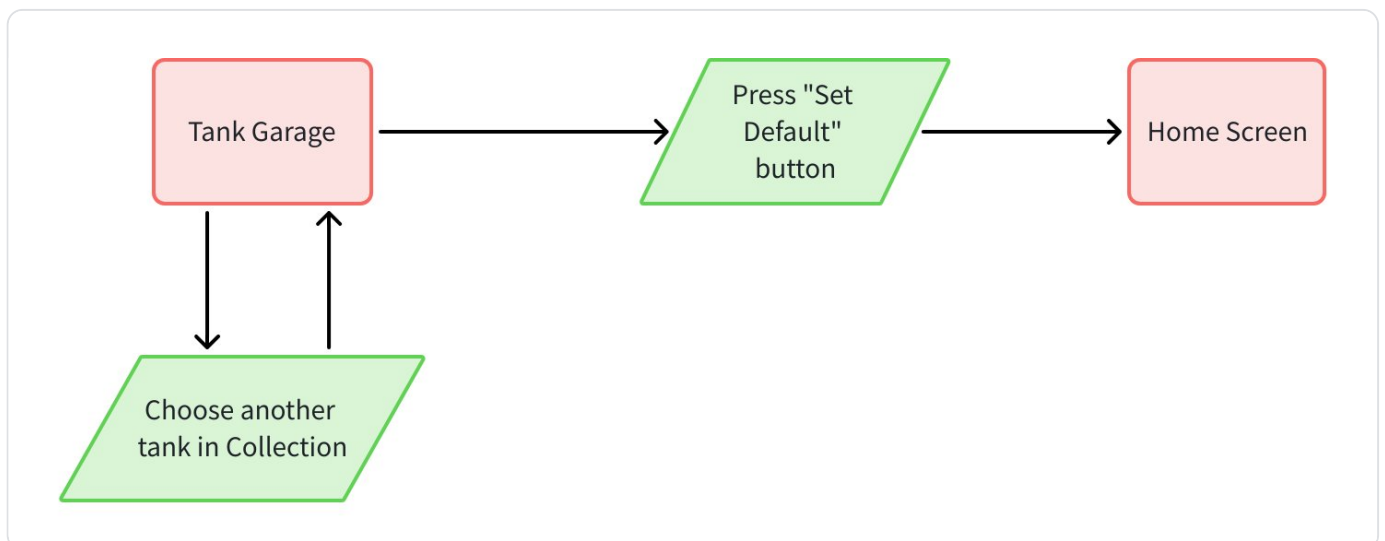 Tank Garage
Press "Set
Default"
button
Home Screen
Choose another
tank in Collection